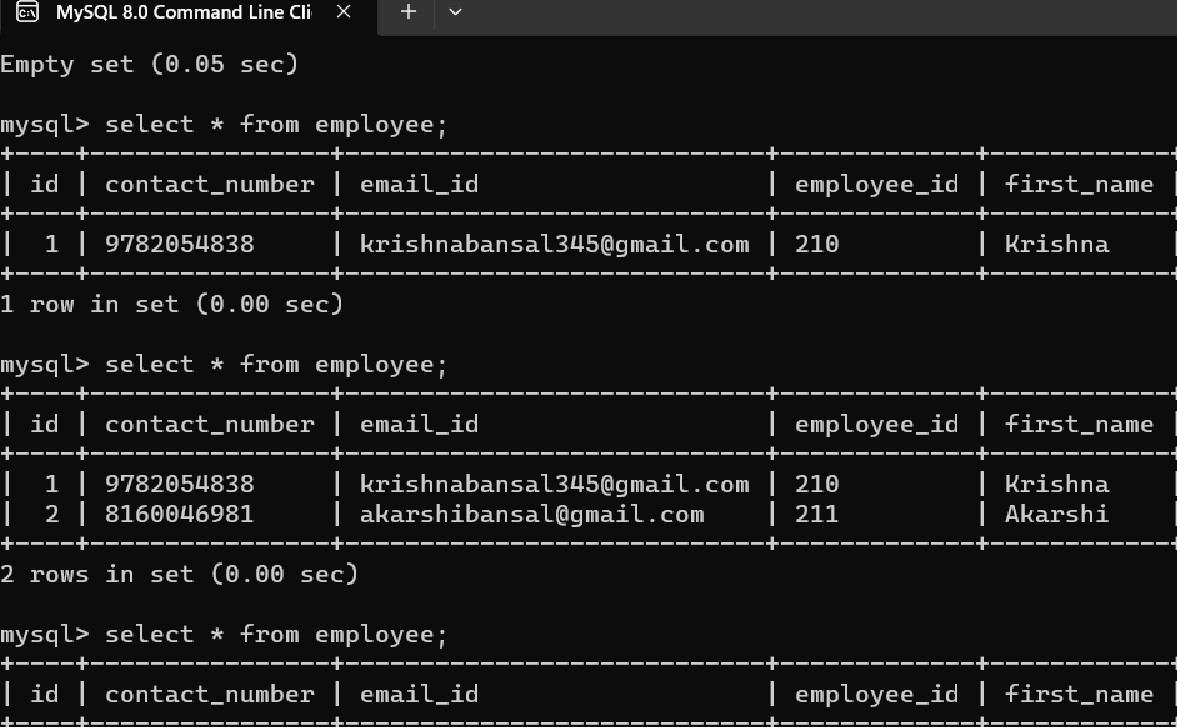 MySQL 8.0 Command Line Cli
Empty set (0.05 sec)
mysql> select * from employee;
+----+----------------+----------------------------+-------------+------------
| id | contact_number | email_id                   | employee_id | first_name |
+----+----------------+----------------------------+-------------+------------
|  1 | 9782054838     | krishnabansal345@gmail.com | 210         | Krishna    |
+----+----------------+----------------------------+-------------+------------
1 row in set (0.00 sec)
mysql> select * from employee;
+----+----------------+----------------------------+-------------+------------
| id | contact_number | email_id                   | employee_id | first_name |
+----+----------------+----------------------------+-------------+------------
|  1 | 9782054838     | krishnabansal345@gmail.com | 210         | Krishna    |
|  2 | 8160046981     | akarshibansal@gmail.com    | 211         | Akarshi    |
+----+----------------+----------------------------+-------------+------------
2 rows in set (0.00 sec)
mysql> select * from employee;
+----+----------------+----------------------------+-------------+------------
| id | contact_number | email_id                   | employee_id | first_name |
+----+----------------+----------------------------+-------------+------------